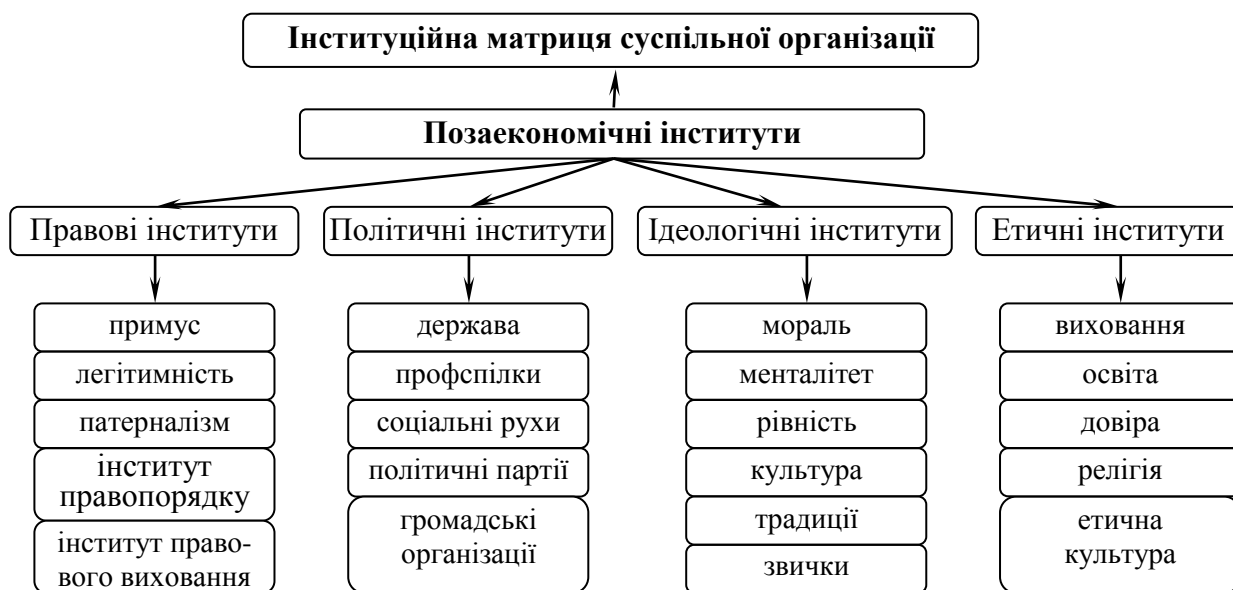 Інституційна матриця суспільної організації
Позаекономічні інститути
Правові інститути
Політичні інститути
Ідеологічні інститути
Етичні інститути
примус
легітимність
патерналізм
інститут
правопорядку
інститут право-
вого виховання
держава
профспілки
соціальні рухи
політичні партії
громадські
організації
мораль
менталітет
рівність
культура
традиції
звички
виховання
освіта
довіра
релігія
етична
культура